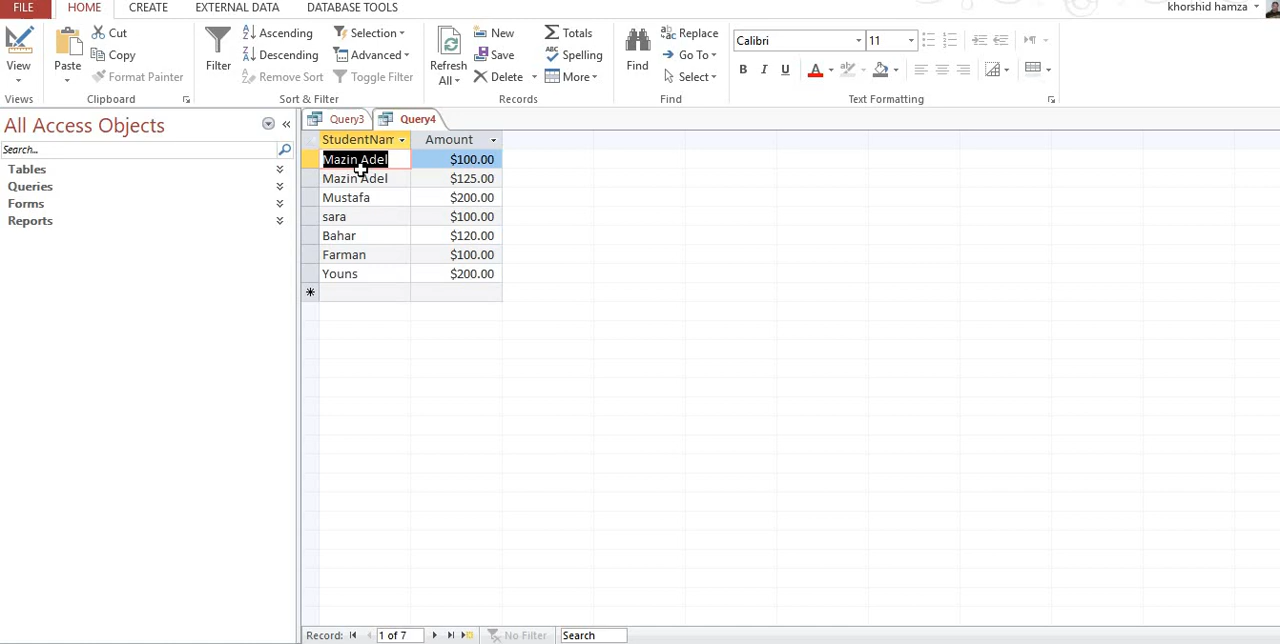 FILE HOME CREATE EXTERNAL DATA DATABASE TOOLS khorshid hamza
View
Views
Paste
Cut
Copy
Format Painter
Clipboard
Filter
Ascending
Descending
Remove Sort
Selection
Advanced
Toggle Filter
Sort & Filter
Refresh
All
New
Save
Delete
Totals
Spelling
More
Records
Find
Replace
Go To
Select
Find
Calibri 11
B I U A
Text Formatting
All Access Objects
Search...
Tables
Queries
Forms
Reports
Query3 Query4
StudentNam Amount
Mazin Adel $100.00
Mazin Adel $125.00
Mustafa $200.00
sara $100.00
Bahar $120.00
Farman $100.00
Youns $200.00
Record: 1 of 7 No Filter Search